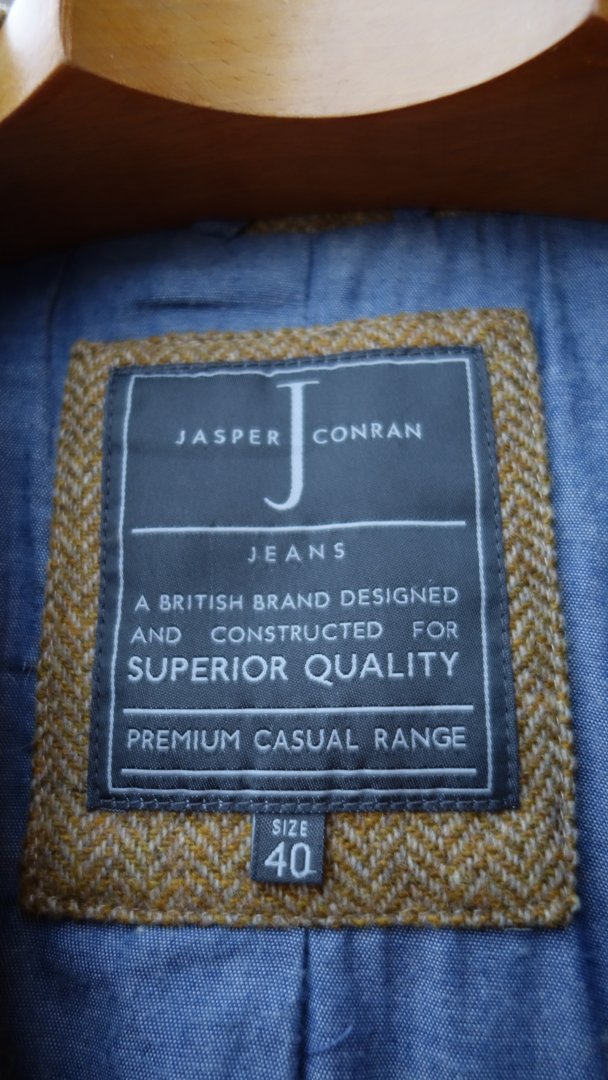 JASPER J CONRAN
JEANS
A BRITISH BRAND DESIGNED
AND CONSTRUCTED FOR
SUPERIOR QUALITY
PREMIUM CASUAL RANGE
SIZE
40